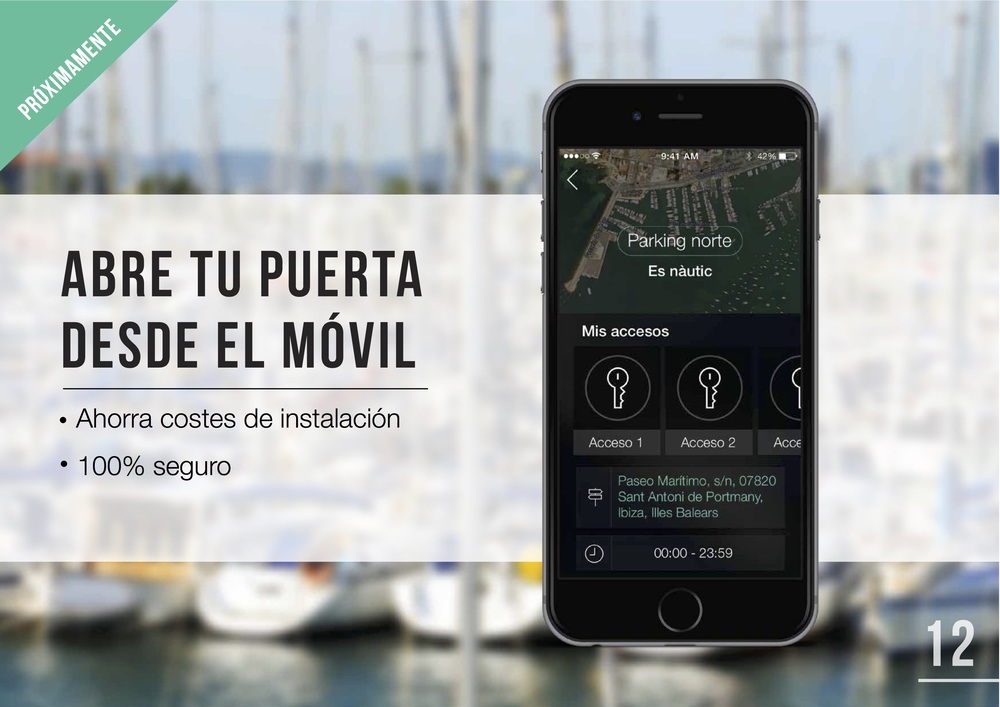 PRÓXIMAMENTE
ABRE TU PUERTA
DESDE EL MÓVIL
• Ahorra costes de instalación
• 100% seguro
9:41 AM
42%
Parking norte
Es nàutic
Mis accesos
Acceso 1
Acceso 2
Acce
Paseo Marítimo, s/n, 07820
Sant Antoni de Portmany,
Ibiza, Illes Balears
00:00 - 23:59
12